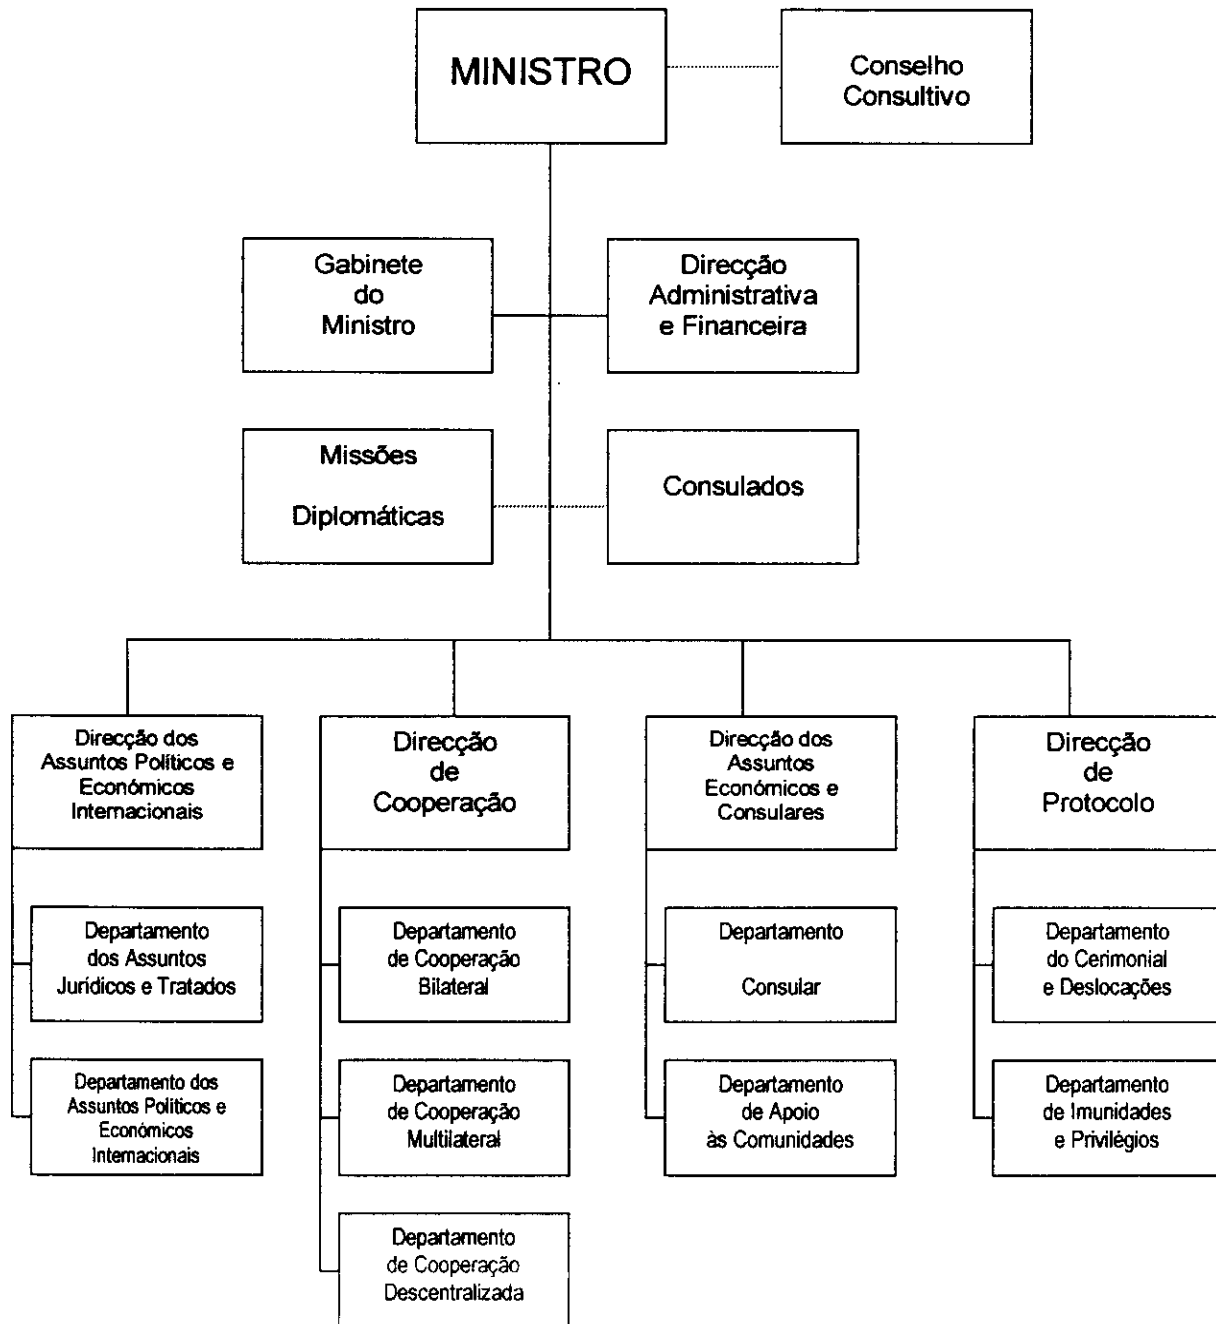 MINISTRO
Conselho
Consultivo
Gabinete
do
Ministro
Direcção
Administrativa
e Financeira
Missões
Diplomáticas
Consulados
Direcção dos
Assuntos Políticos e
Económicos
Internacionais
Direcção
de
Cooperação
Direcção dos
Assuntos
Económicos e
Consulares
Direcção
de
Protocolo
Departamento
dos Assuntos
Jurídicos e Tratados
Departamento
de Cooperação
Bilateral
Departamento
Consular
Departamento
do Cerimonial
e Deslocações
Departamento dos
Assuntos Políticos e
Económicos
Internacionais
Departamento
de Cooperação
Multilateral
Departamento
de Apoio
às Comunidades
Departamento
de Imunidades
e Privilégios
Departamento
de Cooperação
Descentralizada